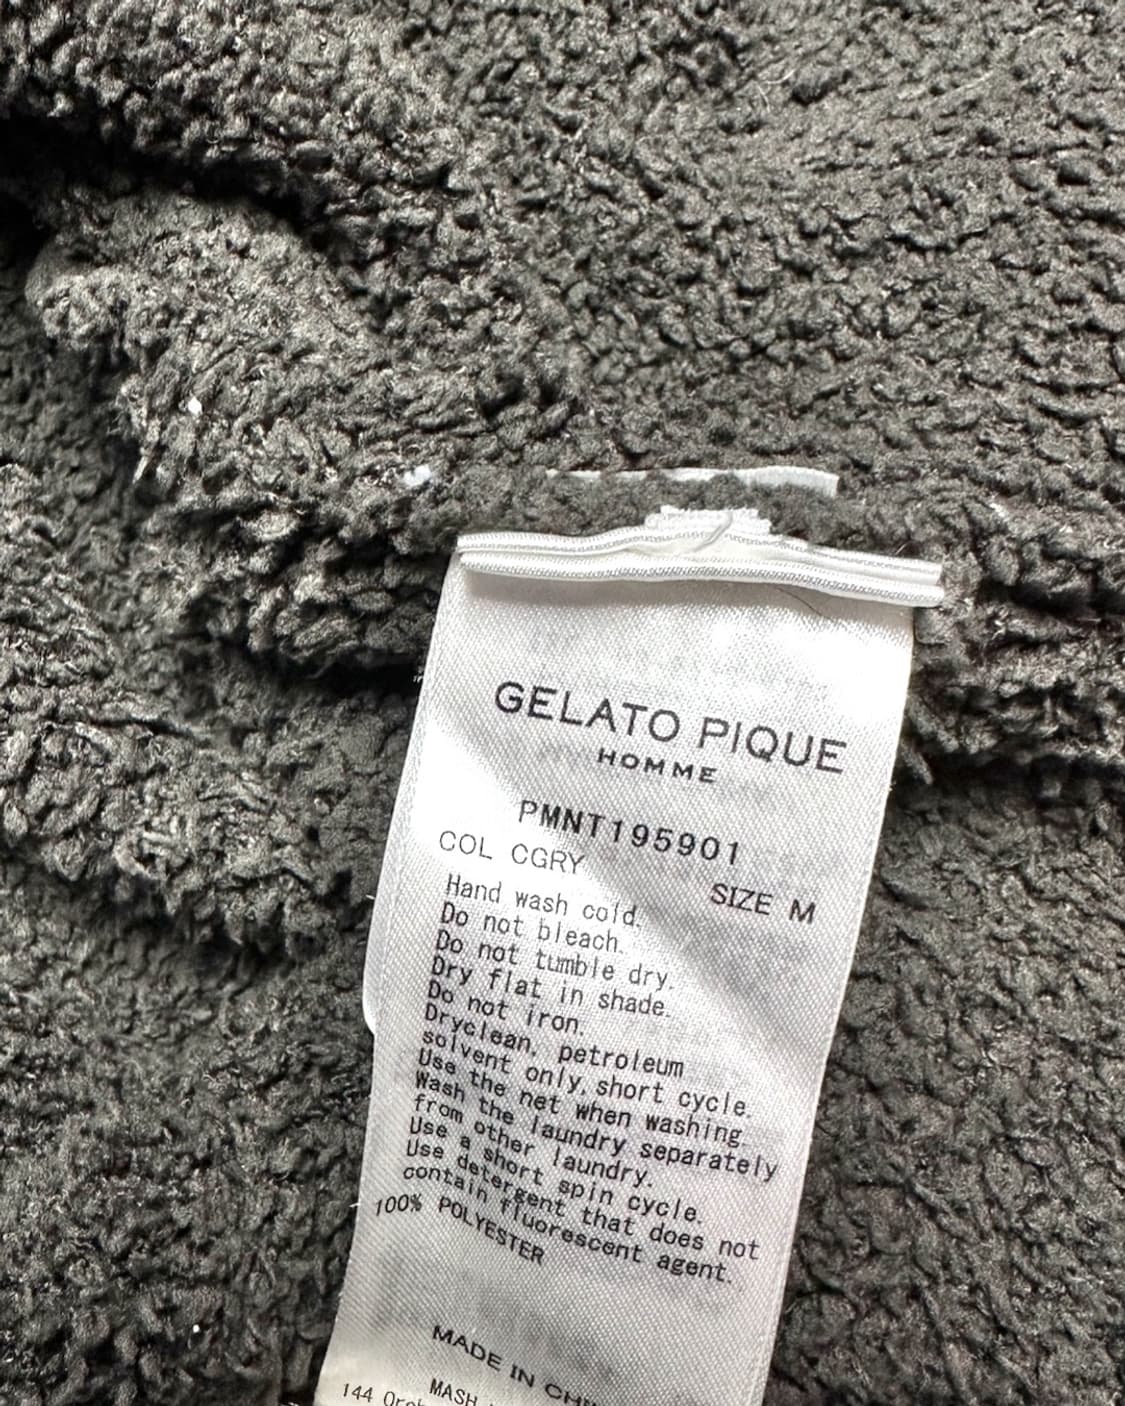 GELATO PIQUE
HOMME
PMNT195901
COL CGRY
SIZE M
Hand wash cold.
Do not bleach.
Do not tumble dry.
Dry flat in shade.
Do not iron.
Dryclean, petroleum
solvent only, short cycle.
Use the net when washing.
Wash the laundry separately
from other laundry.
Use a short spin cycle.
Use detergent that does not
contain fluorescent agent.
100% POLYESTER
MADE IN CHI
MASH
144